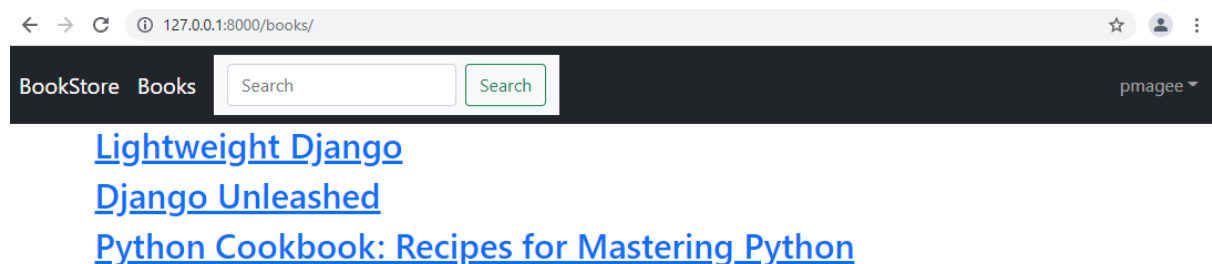 127.0.0.1:8000/books/
BookStore Books Search Search pmagee
Lightweight Django
Django Unleashed
Python Cookbook: Recipes for Mastering Python